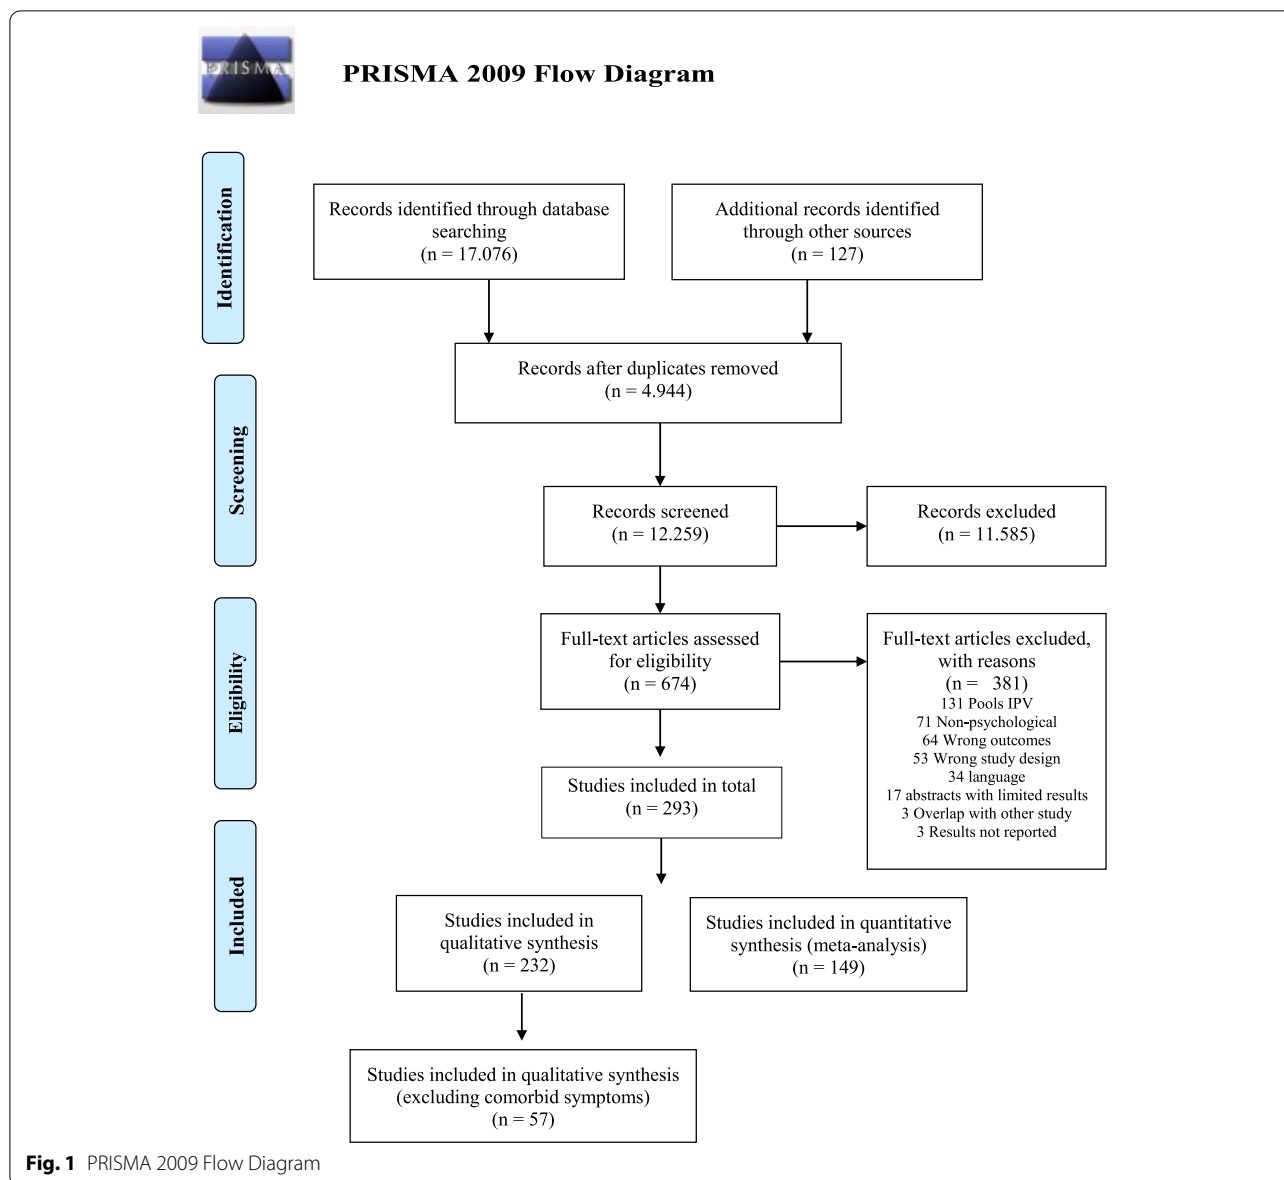 PRISMA
PRISMA 2009 Flow Diagram
Identification
Records identified through database
searching
(n = 17.076)
Additional records identified
through other sources
(n = 127)
Records after duplicates removed
(n = 4.944)
Screening
Records screened
(n = 12.259)
Records excluded
(n = 11.585)
Eligibility
Full-text articles assessed
for eligibility
(n = 674)
Full-text articles excluded,
with reasons
(n = 381)
131 Pools IPV
71 Non-psychological
64 Wrong outcomes
53 Wrong study design
34 language
17 abstracts with limited results
3 Overlap with other study
3 Results not reported
Studies included in total
(n = 293)
Included
Studies included in
qualitative synthesis
(n = 232)
Studies included in quantitative
synthesis (meta-analysis)
(n = 149)
Studies included in qualitative synthesis
(excluding comorbid symptoms)
(n = 57)
Fig. 1 PRISMA 2009 Flow Diagram